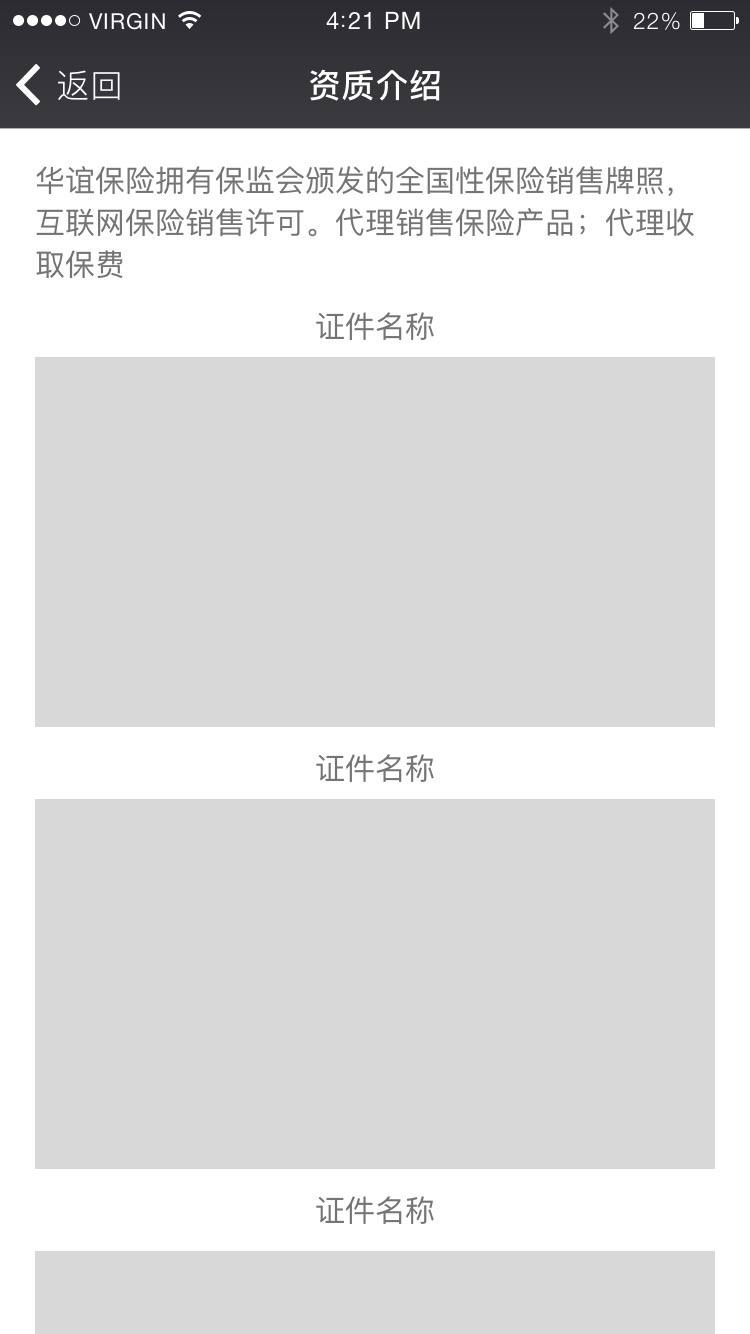 VIRGIN 4:21 PM 22%
返回 资质介绍
华谊保险拥有保监会颁发的全国性保险销售牌照，
互联网保险销售许可。代理销售保险产品；代理收
取保费
证件名称
证件名称
证件名称